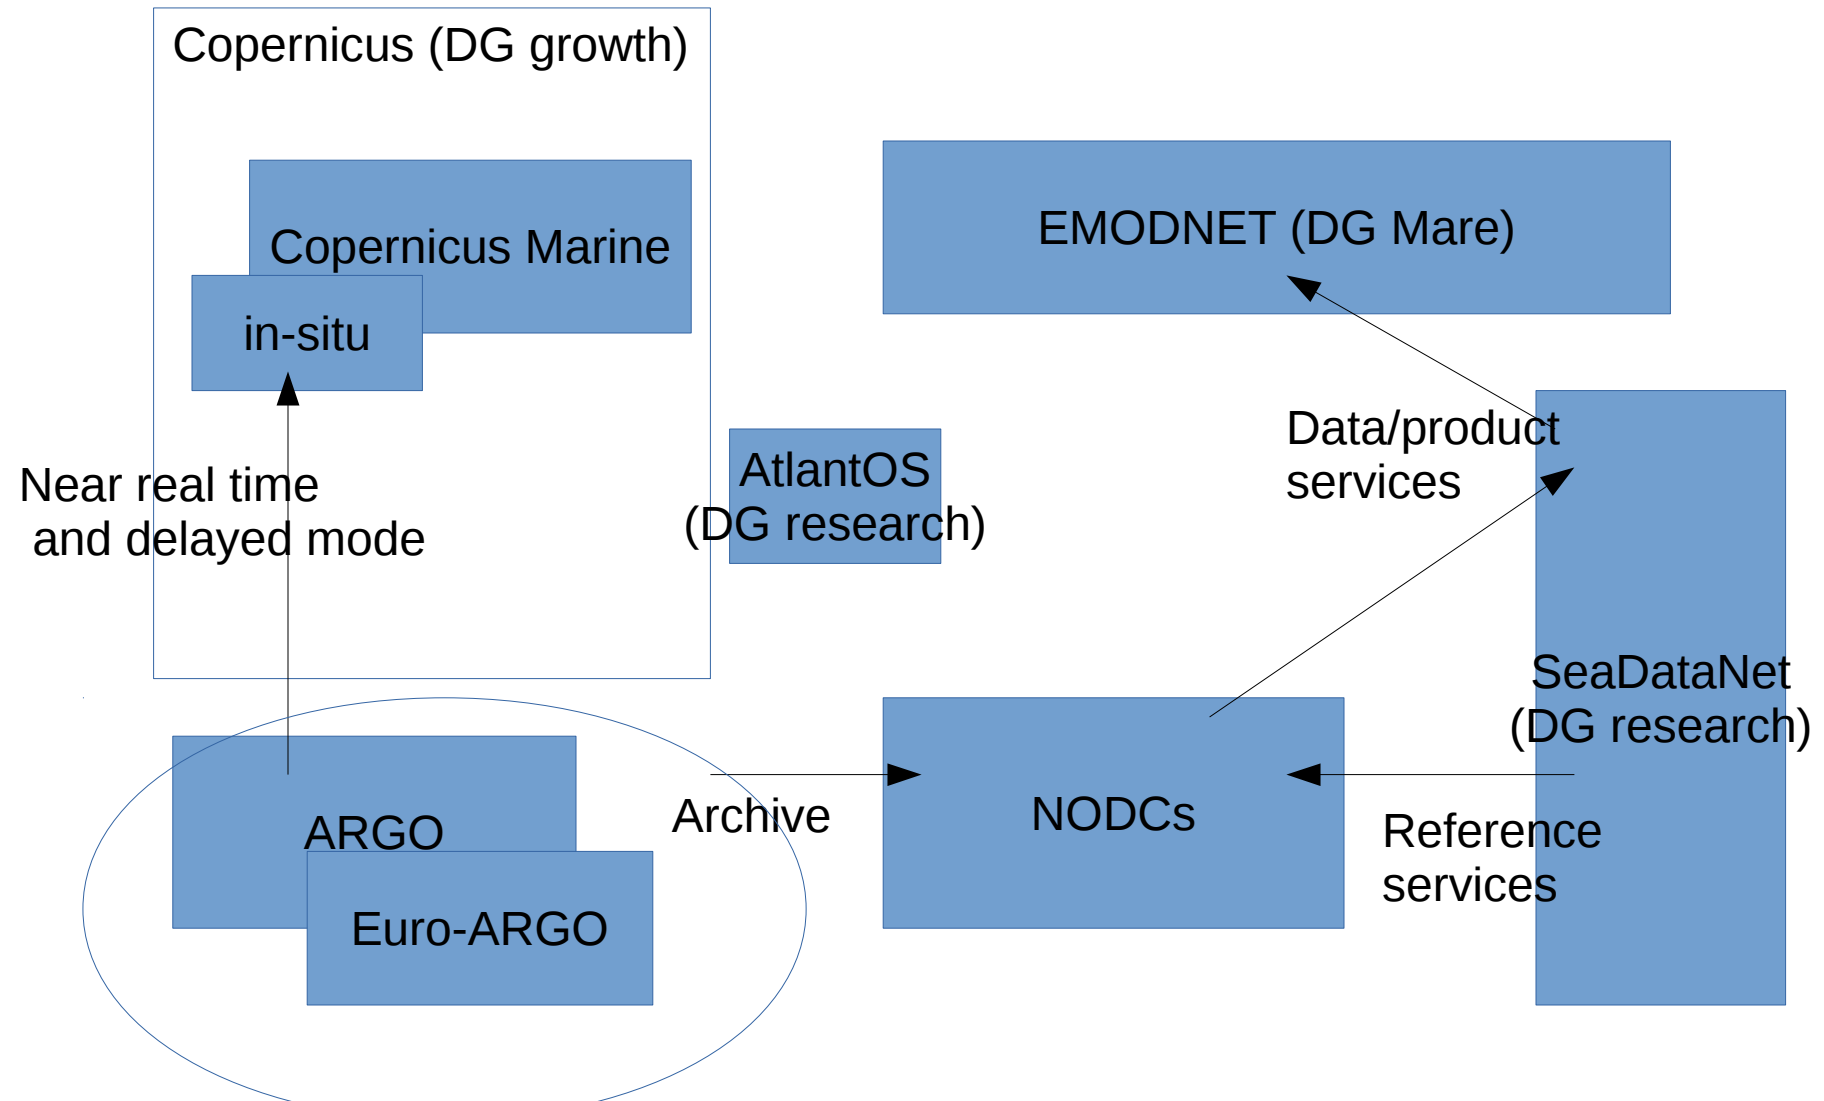 Copernicus (DG growth)
Copernicus Marine
in-situ
EMODNET (DG Mare)
Near real time
and delayed mode
AtlantOS
(DG research)
Data/product
services
SeaDataNet
(DG research)
ARGO
Euro-ARGO
Archive
NODCs
Reference
services